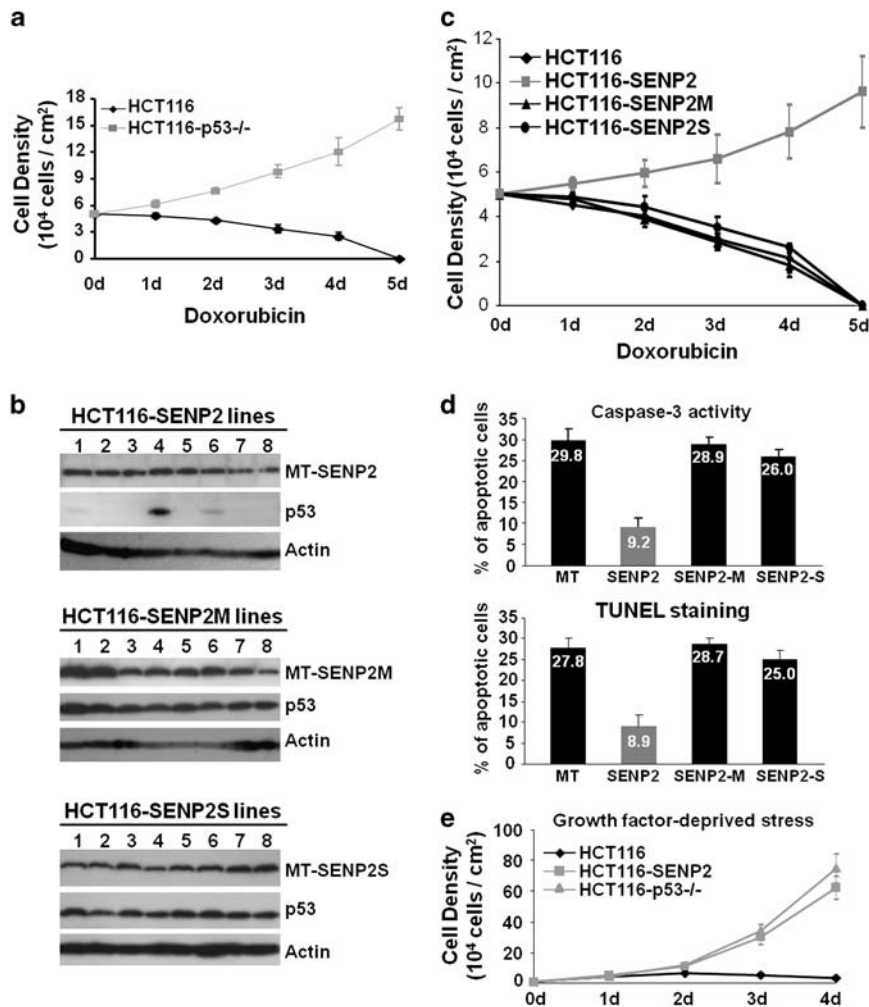 a
HCT116
HCT116-p53-/-
Cell Density
(10⁴ cells / cm²)
18
15
12
9
6
3
0
0d 1d 2d 3d 4d 5d
Doxorubicin
c
HCT116
HCT116-SENP2
HCT116-SENP2M
HCT116-SENP2S
Cell Density (10⁴ cells / cm²)
12
10
8
6
4
2
0
0d 1d 2d 3d 4d 5d
Doxorubicin
b
HCT116-SENP2 lines
1 2 3 4 5 6 7 8
MT-SENP2
p53
Actin
HCT116-SENP2M lines
1 2 3 4 5 6 7 8
MT-SENP2M
p53
Actin
HCT116-SENP2S lines
1 2 3 4 5 6 7 8
MT-SENP2S
p53
Actin
d
Caspase-3 activity
% of apoptotic cells
35
30
25
20
15
10
5
0
29.8 9.2 28.9 26.0
MT SENP2 SENP2-M SENP2-S
TUNEL staining
% of apoptotic cells
35
30
25
20
15
10
5
0
27.8 8.9 28.7 25.0
MT SENP2 SENP2-M SENP2-S
e
Growth factor-deprived stress
HCT116
HCT116-SENP2
HCT116-p53-/-
Cell Density
(10⁴ cells / cm²)
100
80
60
40
20
0
0d 1d 2d 3d 4d